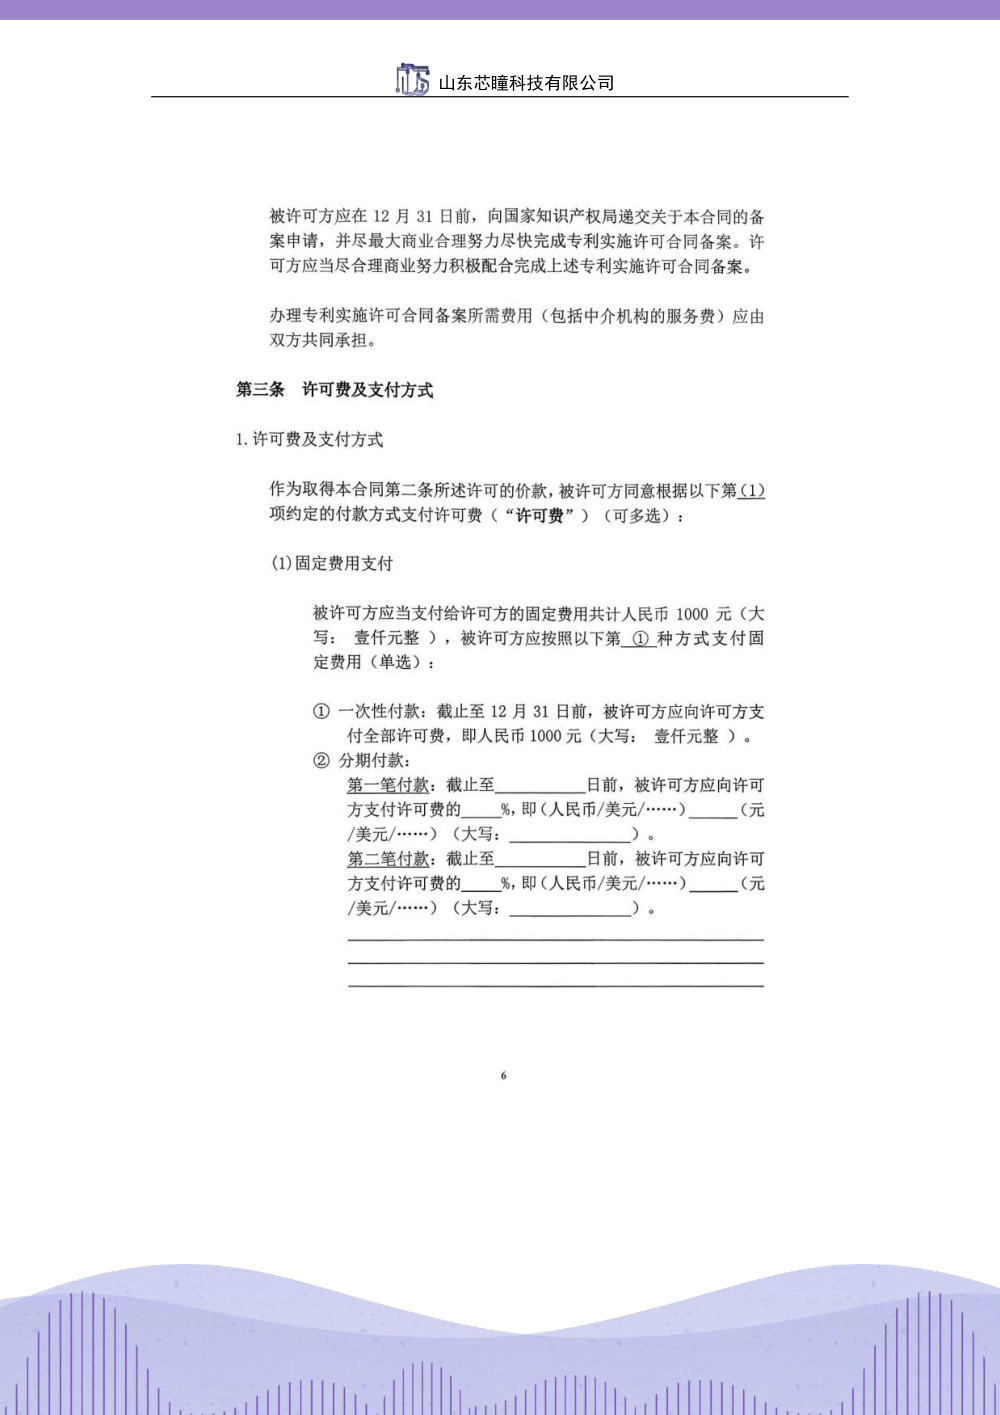 山东芯瞳科技有限公司
被许可方应在 12 月 31 日前，向国家知识产权局递交关于本合同的备
案申请，并尽最大商业合理努力尽快完成专利实施许可合同备案。许
可方应当尽合理商业努力积极配合完成上述专利实施许可合同备案。
办理专利实施许可合同备案所需费用（包括中介机构的服务费）应由
双方共同承担。
第三条 许可费及支付方式
1.许可费及支付方式
作为取得本合同第二条所述许可的价款，被许可方同意根据以下第(1)
项约定的付款方式支付许可费（“许可费”）（可多选）：
(1)固定费用支付
被许可方应当支付给许可方的固定费用共计人民币 1000 元（大
写： 壹仟元整 ），被许可方应按照以下第 ① 种方式支付固
定费用（单选）：
① 一次性付款：截止至 12 月 31 日前，被许可方应向许可方支
付全部许可费，即人民币 1000 元（大写： 壹仟元整 ）。
② 分期付款：
第一笔付款：截止至__________日前，被许可方应向许可
方支付许可费的____%，即（人民币/美元/……）_____（元
/美元/……）（大写：_____________）。
第二笔付款：截止至__________日前，被许可方应向许可
方支付许可费的____%，即（人民币/美元/……）_____（元
/美元/……）（大写：_____________）。
6